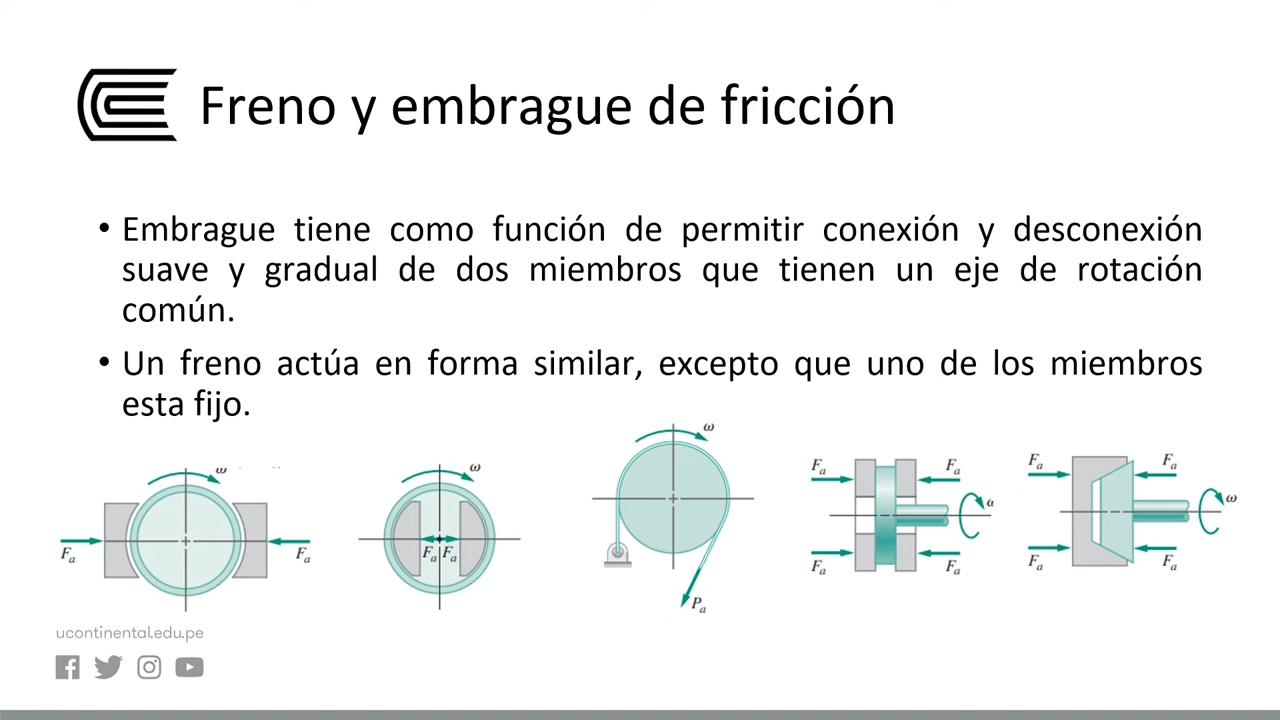 Freno y embrague de fricción
• Embrague tiene como función de permitir conexión y desconexión
suave y gradual de dos miembros que tienen un eje de rotación
común.
• Un freno actúa en forma similar, excepto que uno de los miembros
esta fijo.
ω
Fa
Fa
ω
Fa Fa
ω
Pa
Fa
Fa
Fa
Fa
Fa
Fa
ω
Fa
Fa
ucontinental.edu.pe